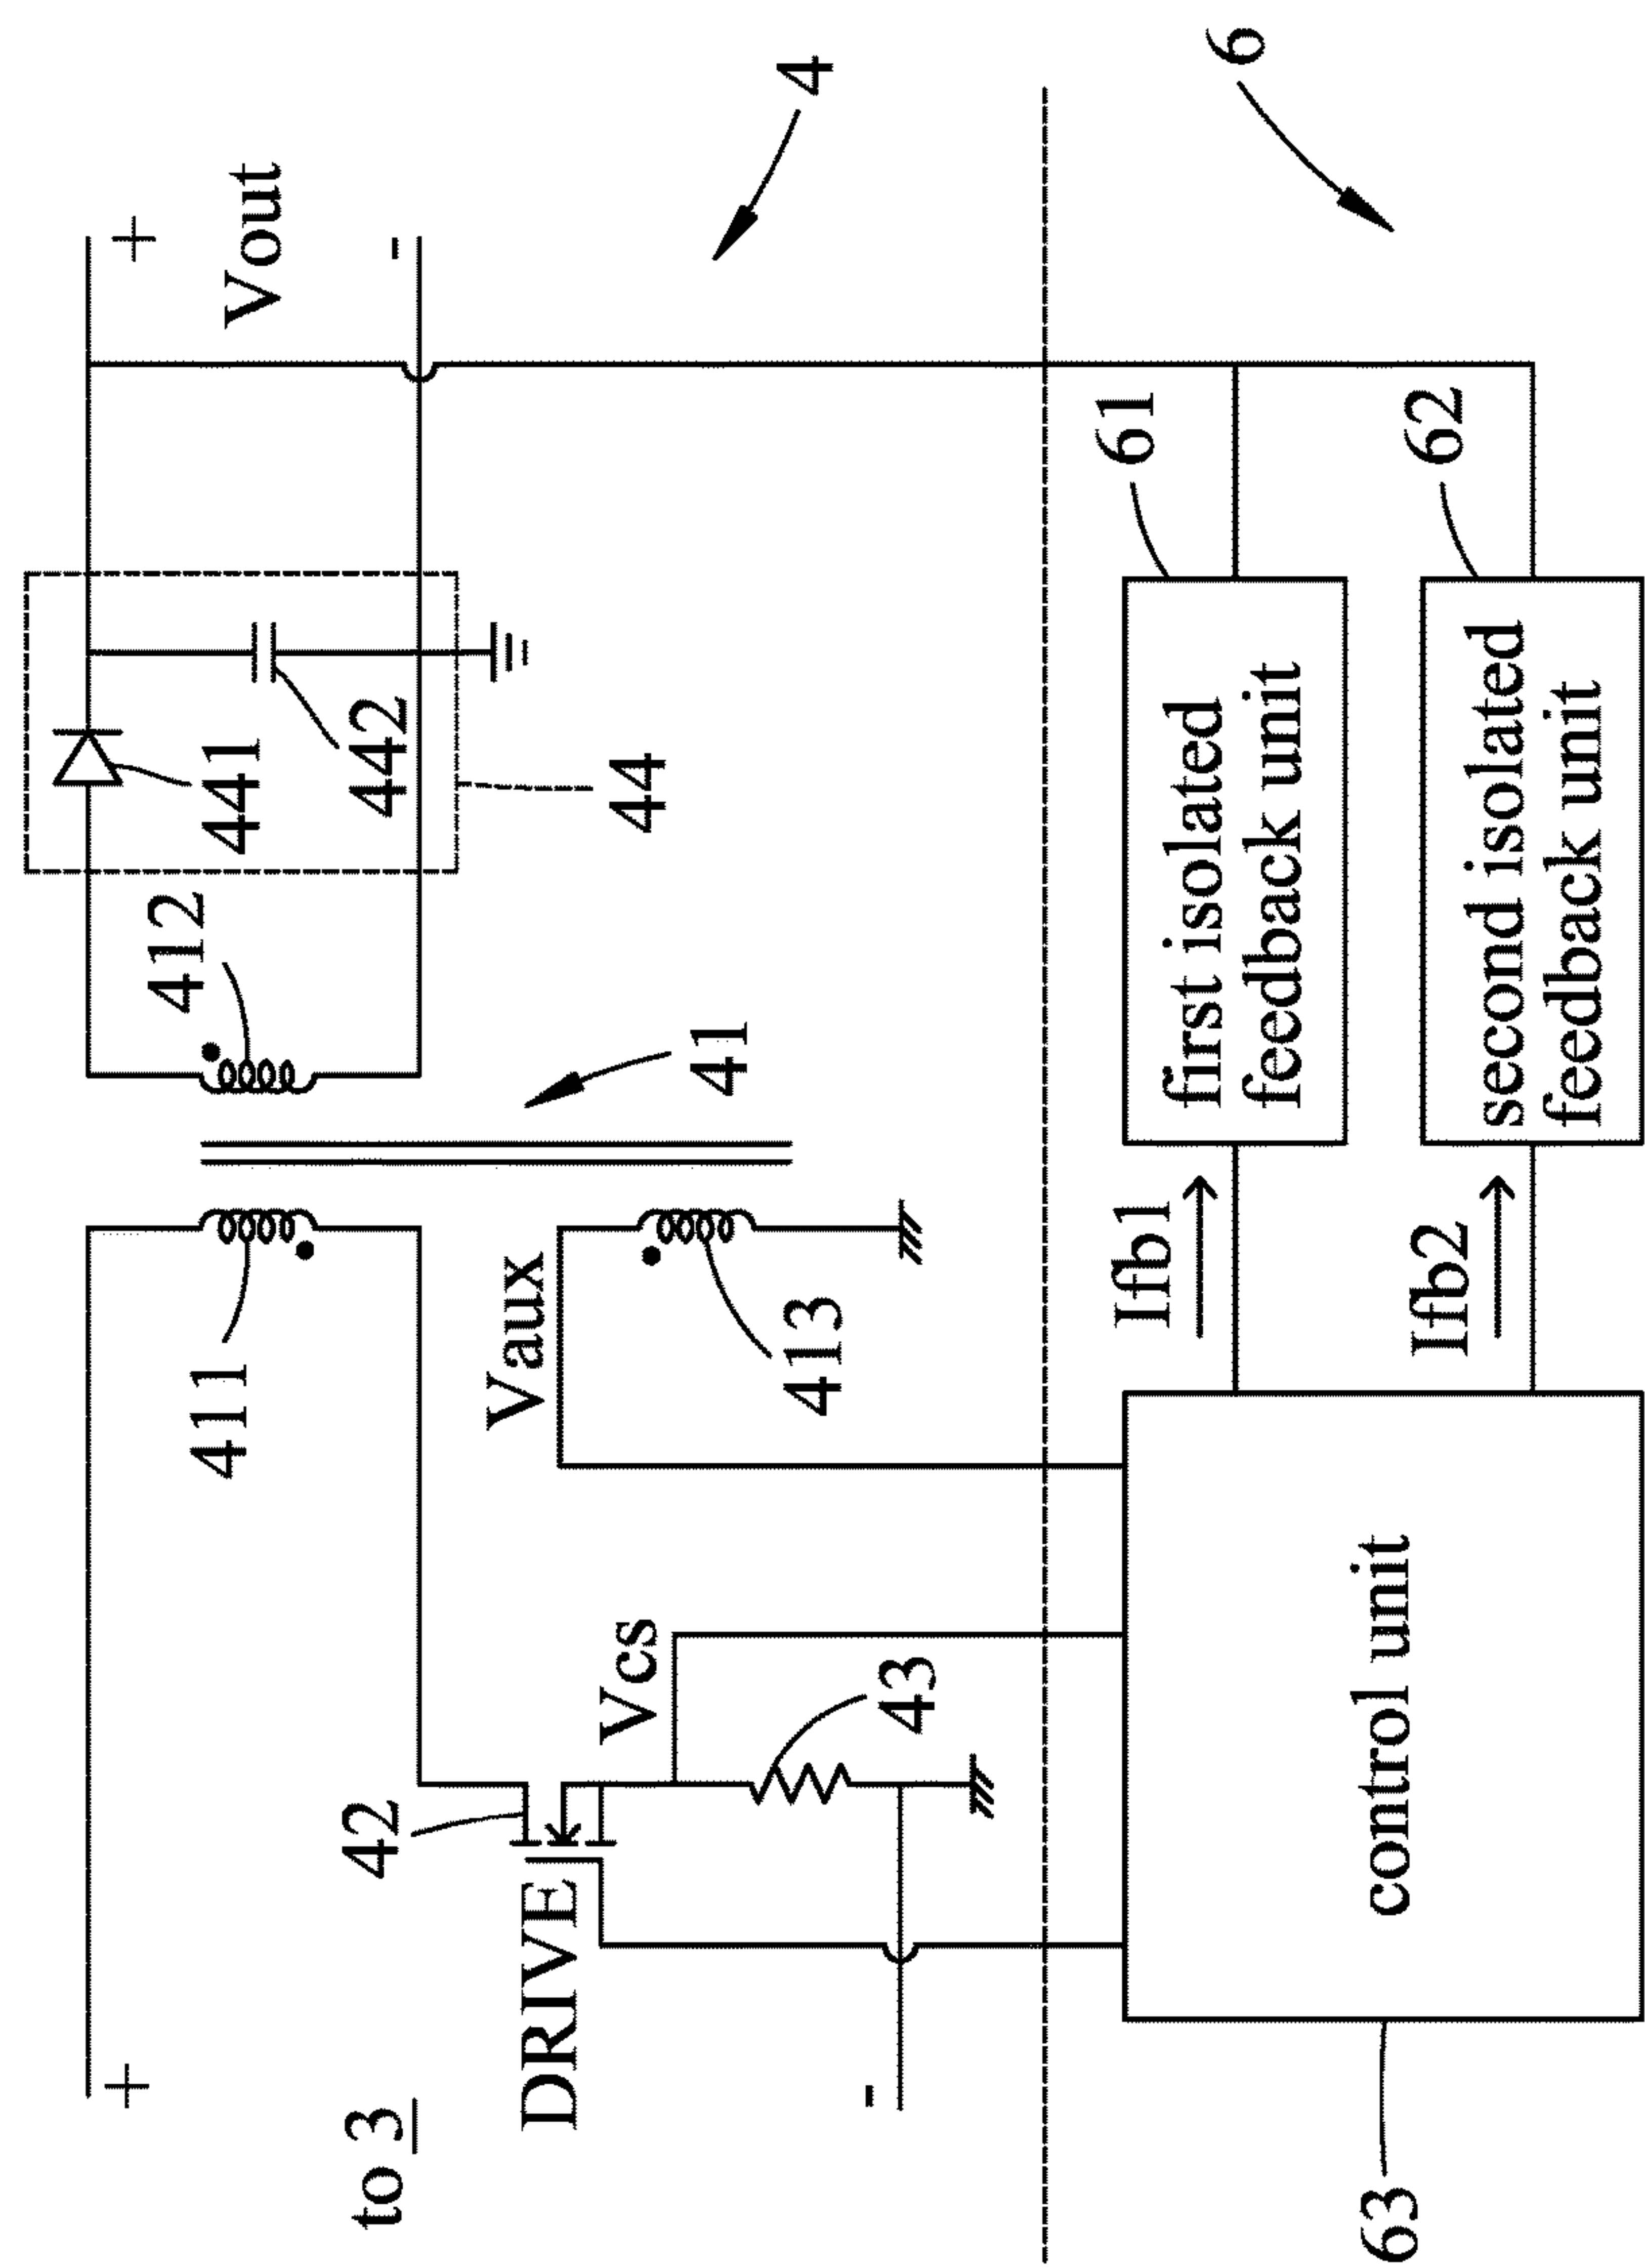 +
Vout
-
4
441
442
44
412
41
411
Vaux
413
to 3
+
42
DRIVE
Vcs
43
-
6
61
first isolated
feedback unit
62
second isolated
feedback unit
Ifb1
Ifb2
control unit
63